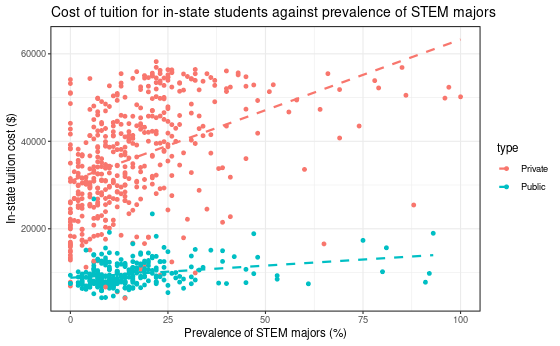 Cost of tuition for in-state students against prevalence of STEM majors
60000
40000
20000
In-state tuition cost ($)
0
25
50
75
100
Prevalence of STEM majors (%)
type
Private
Public